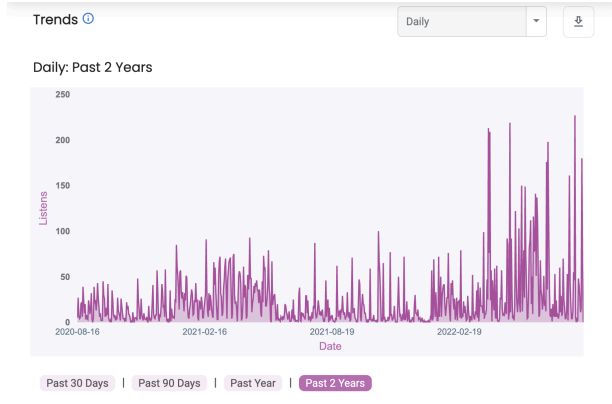 Trends
Daily
Daily: Past 2 Years
250
200
150
100
50
0
Listens
2020-08-16 2021-02-16 2021-08-19 2022-02-19
Date
Past 30 Days | Past 90 Days | Past Year | Past 2 Years